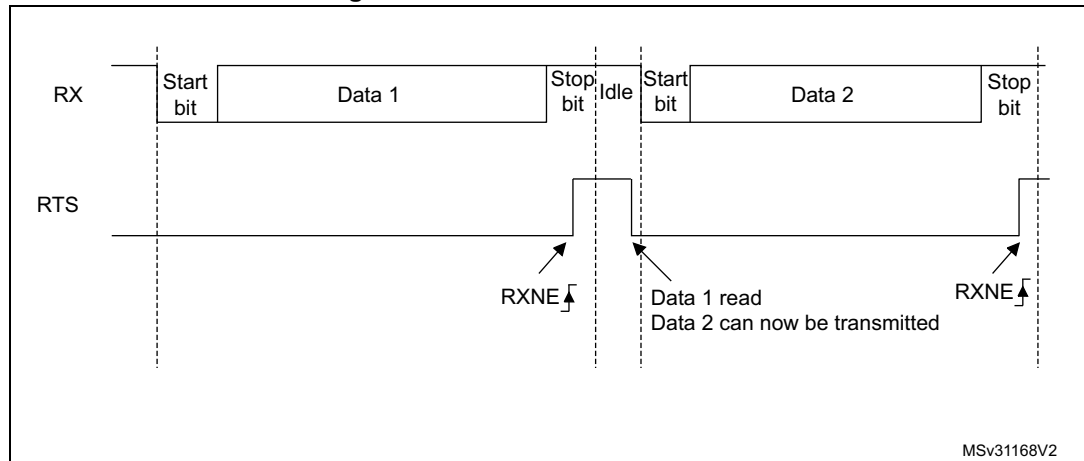 RX
Start
bit
Data 1
Stop
bit
Idle
Start
bit
Data 2
Stop
bit
RTS
RXNE
Data 1 read
Data 2 can now be transmitted
RXNE
MSv31168V2